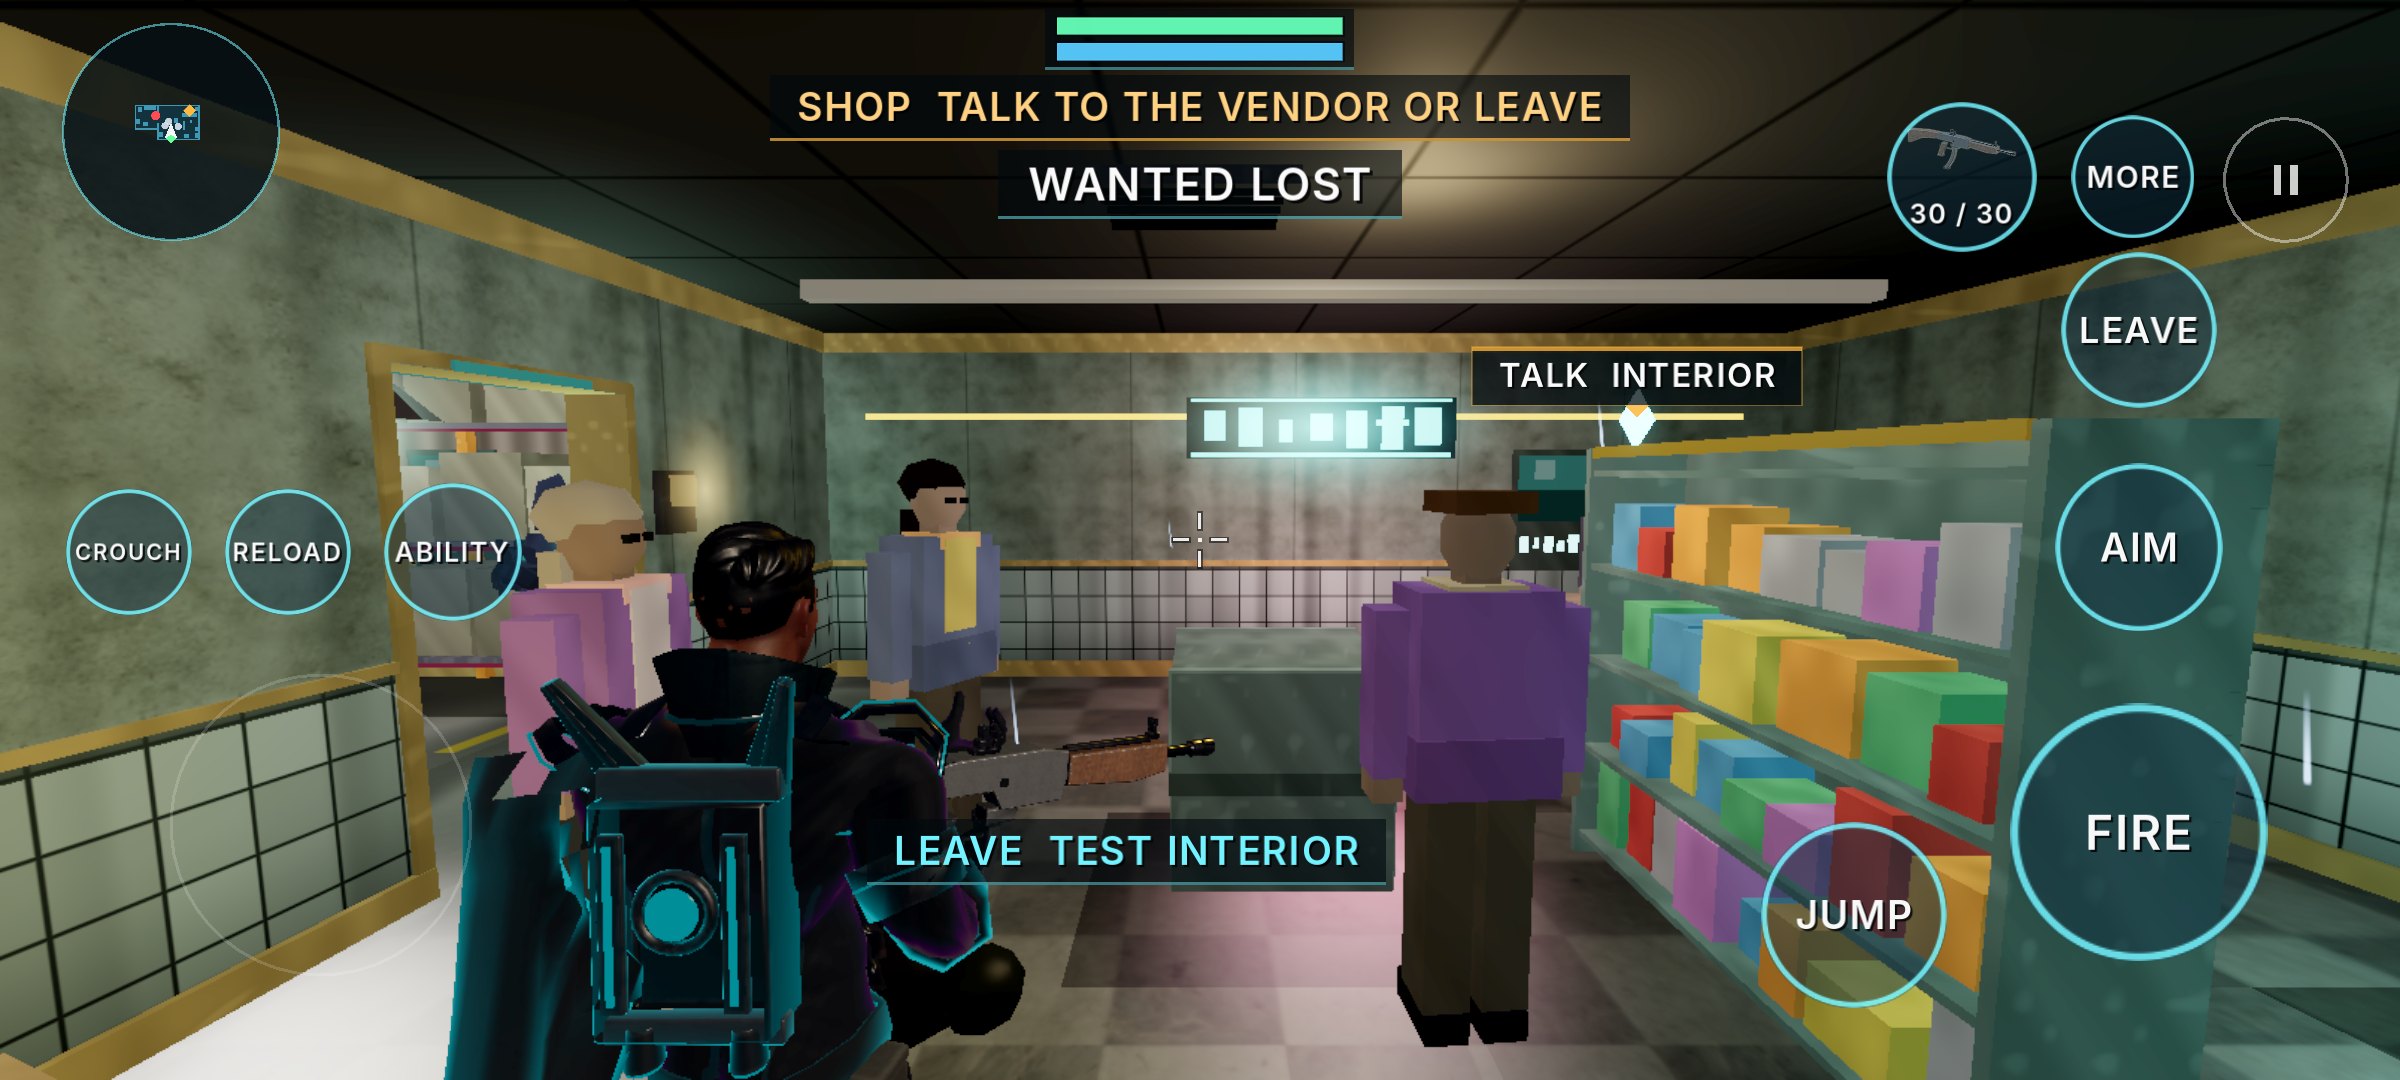 SHOP TALK TO THE VENDOR OR LEAVE
WANTED LOST
30 / 30
MORE
LEAVE
TALK INTERIOR
CROUCH
RELOAD
ABILITY
AIM
FIRE
LEAVE TEST INTERIOR
JUMP